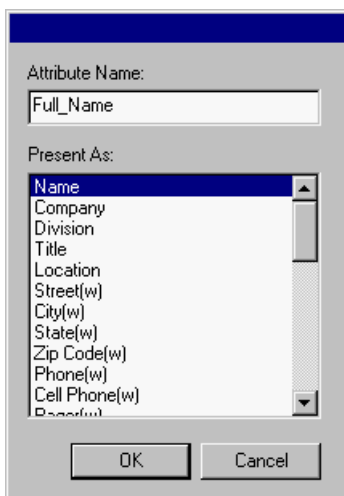 Attribute Name:
Full_Name
Present As:
Name
Company
Division
Title
Location
Street(w)
City(w)
State(w)
Zip Code(w)
Phone(w)
Cell Phone(w)
Pager(w)
OK
Cancel